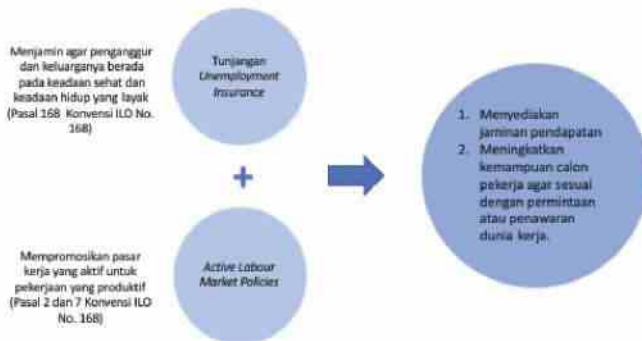 Menjamin agar penganggur
dan keluarganya berada
pada keadaan sehat dan
keadaan hidup yang layak
(Pasal 168 Konvensi ILO No.
168)
Tunjangan
Unemployment
Insurance
+
Mempromosikan pasar
kerja yang aktif untuk
pekerjaan yang produktif
(Pasal 2 dan 7 Konvensi ILO
No. 168)
Active Labour
Market Policies
1. Menyediakan
jaminan pendapatan
2. Meningkatkan
kemampuan calon
pekerja agar sesuai
dengan permintaan
atau penawaran
dunia kerja.